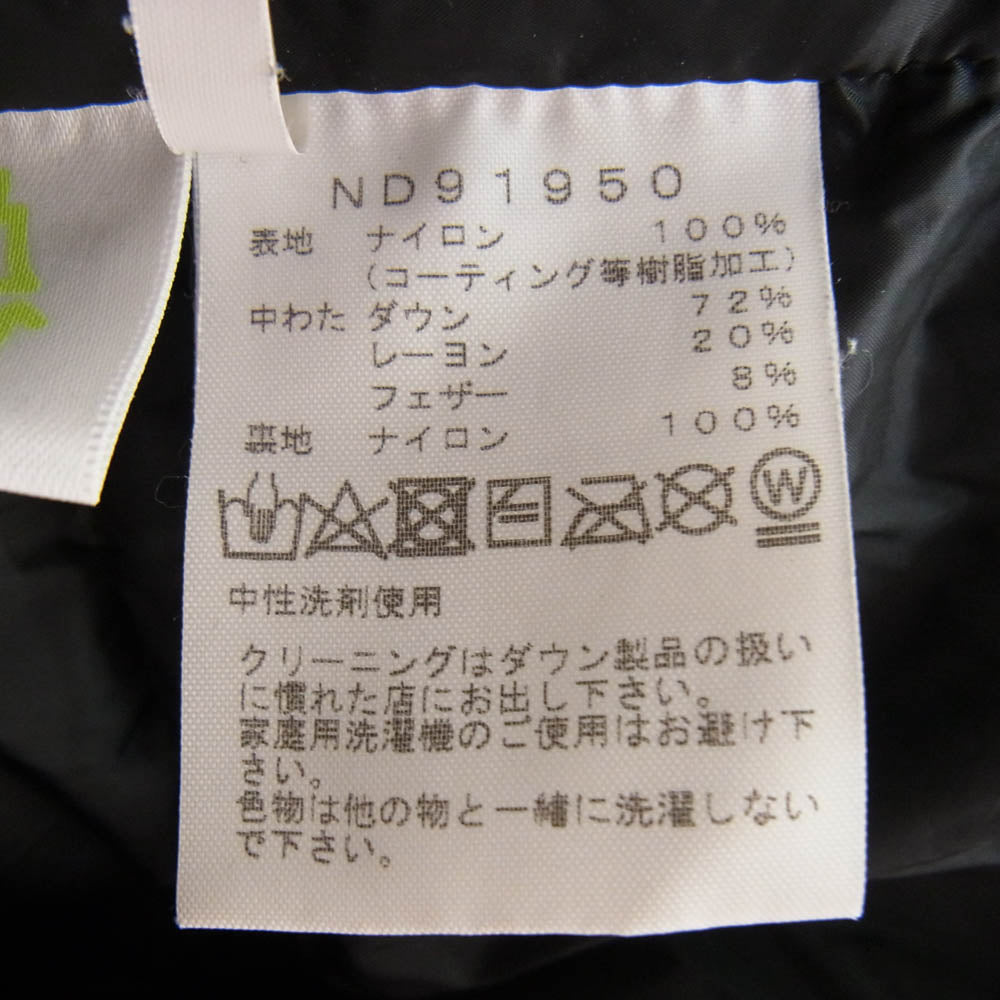 ND91950
表地 ナイロン 100%
(コーティング等樹脂加工)
中わた ダウン 72%
レーヨン 20%
フェザー 8%
裏地 ナイロン 100%
W
中性洗剤使用
クリーニングはダウン製品の扱い
に慣れた店にお出し下さい。
家庭用洗濯機のご使用はお避け下
さい。
色物は他の物と一緒に洗濯しない
で下さい。